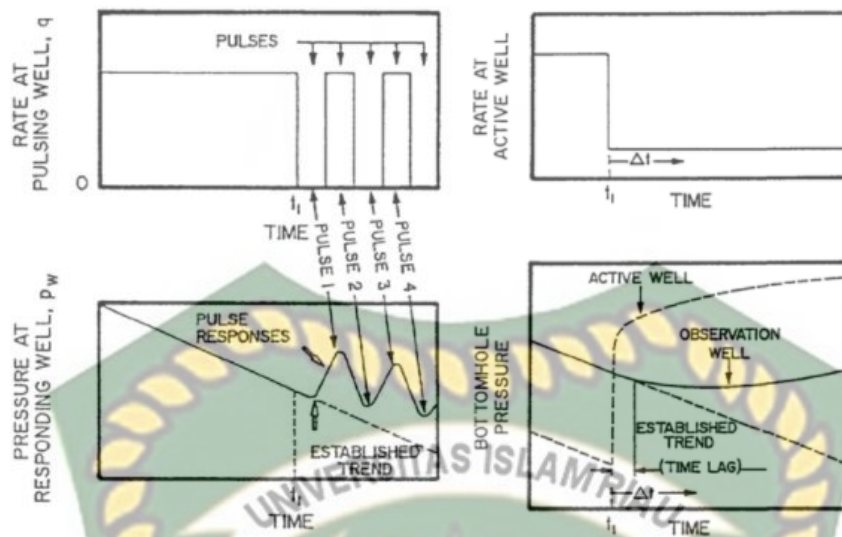 RATE AT
PULSING WELL, q
PULSES
0
t₁
TIME
PULSE 1
PULSE 2
PULSE 3
PULSE 4
RATE AT
ACTIVE WELL
Δt
t₁
TIME
PRESSURE AT
RESPONDING WELL, pw
PULSE
RESPONSES
ESTABLISHED
TREND
t₁
TIME
BOTTOMHOLE
PRESSURE
ACTIVE WELL
OBSERVATION
WELL
ESTABLISHED
TREND
(TIME LAG)
Δt
t₁
TIME
UNIVERSITAS ISLAM RIAU